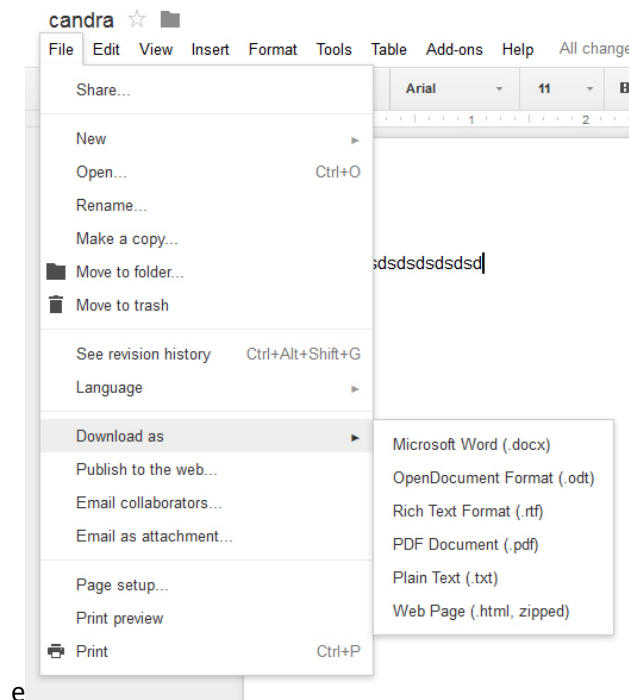 candra
File Edit View Insert Format Tools Table Add-ons Help All change
Share...
Arial 11 B
1 2
New
Open... Ctrl+O
Rename...
Make a copy...
Move to folder...
sdsdsdsdsdsd
Move to trash
See revision history Ctrl+Alt+Shift+G
Language
Download as
Microsoft Word (.docx)
Publish to the web...
OpenDocument Format (.odt)
Email collaborators...
Rich Text Format (.rtf)
Email as attachment...
PDF Document (.pdf)
Page setup...
Plain Text (.txt)
Print preview
Web Page (.html, zipped)
Print Ctrl+P
e